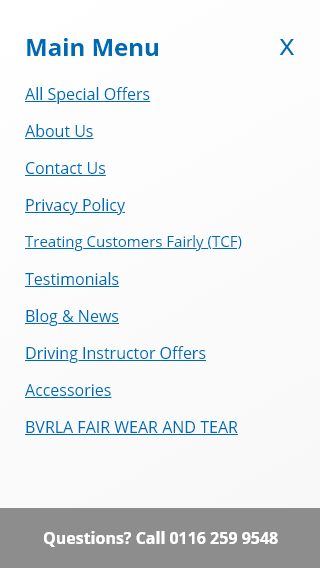 Main Menu X
All Special Offers
About Us
Contact Us
Privacy Policy
Treating Customers Fairly (TCF)
Testimonials
Blog & News
Driving Instructor Offers
Accessories
BVRLA FAIR WEAR AND TEAR
Questions? Call 0116 259 9548